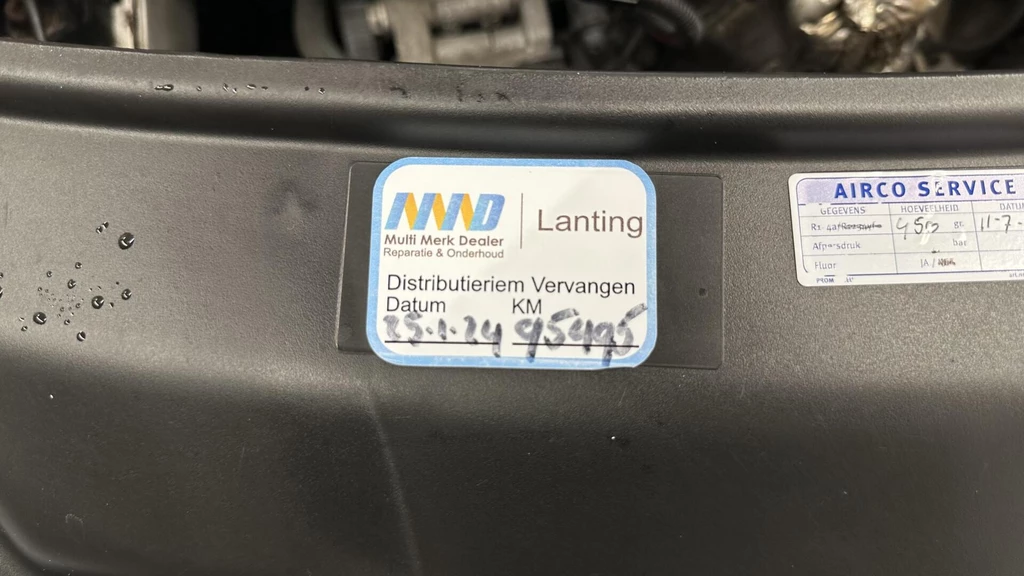 MMD
Lanting
Multi Merk Dealer
Reparatie & Onderhoud
Distributieriem Vervangen
Datum KM
25-1-24 95495
AIRCO SERVICE
GEGEVENS HOEVEELHEID
450 gr. 11-7-
Afpersdruk bar
Fluor JA/